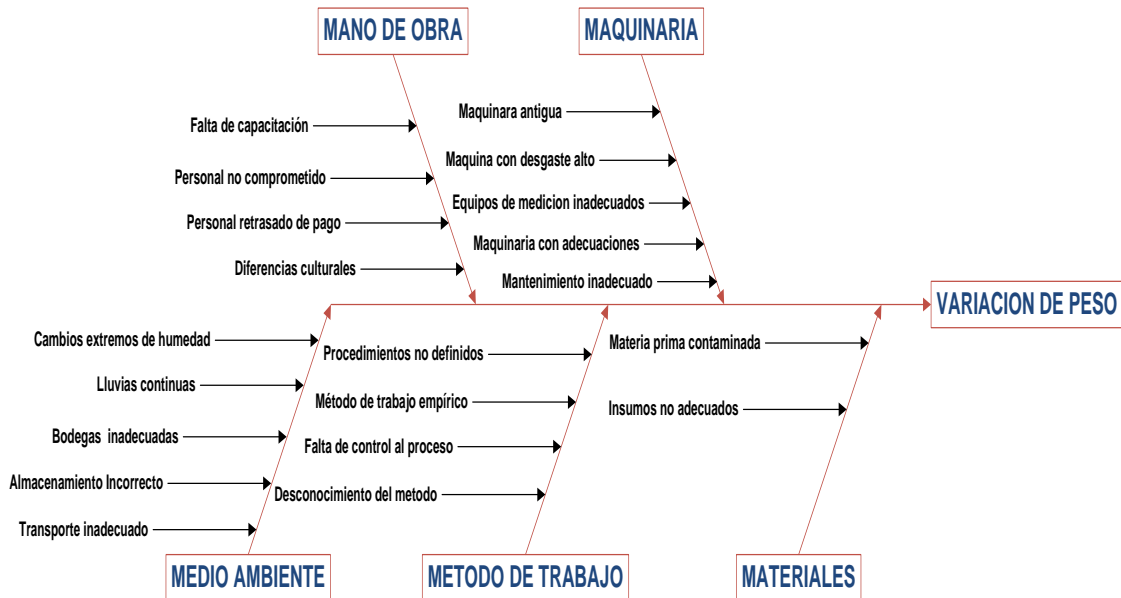 MANO DE OBRA
MAQUINARIA
Falta de capacitación
Personal no comprometido
Personal retrasado de pago
Diferencias culturales
Maquinara antigua
Maquina con desgaste alto
Equipos de medicion inadecuados
Maquinaria con adecuaciones
Mantenimiento inadecuado
VARIACION DE PESO
Cambios extremos de humedad
Lluvias continuas
Bodegas inadecuadas
Almacenamiento Incorrecto
Transporte inadecuado
Procedimientos no definidos
Método de trabajo empírico
Falta de control al proceso
Desconocimiento del metodo
Materia prima contaminada
Insumos no adecuados
MEDIO AMBIENTE
METODO DE TRABAJO
MATERIALES